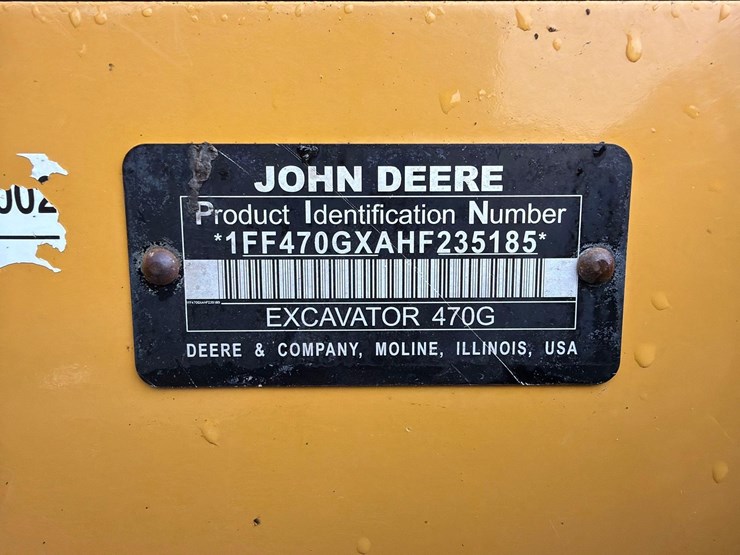 JOHN DEERE
Product Identification Number
*1FF470GXAHF235185*
EXCAVATOR 470G
DEERE & COMPANY, MOLINE, ILLINOIS, USA